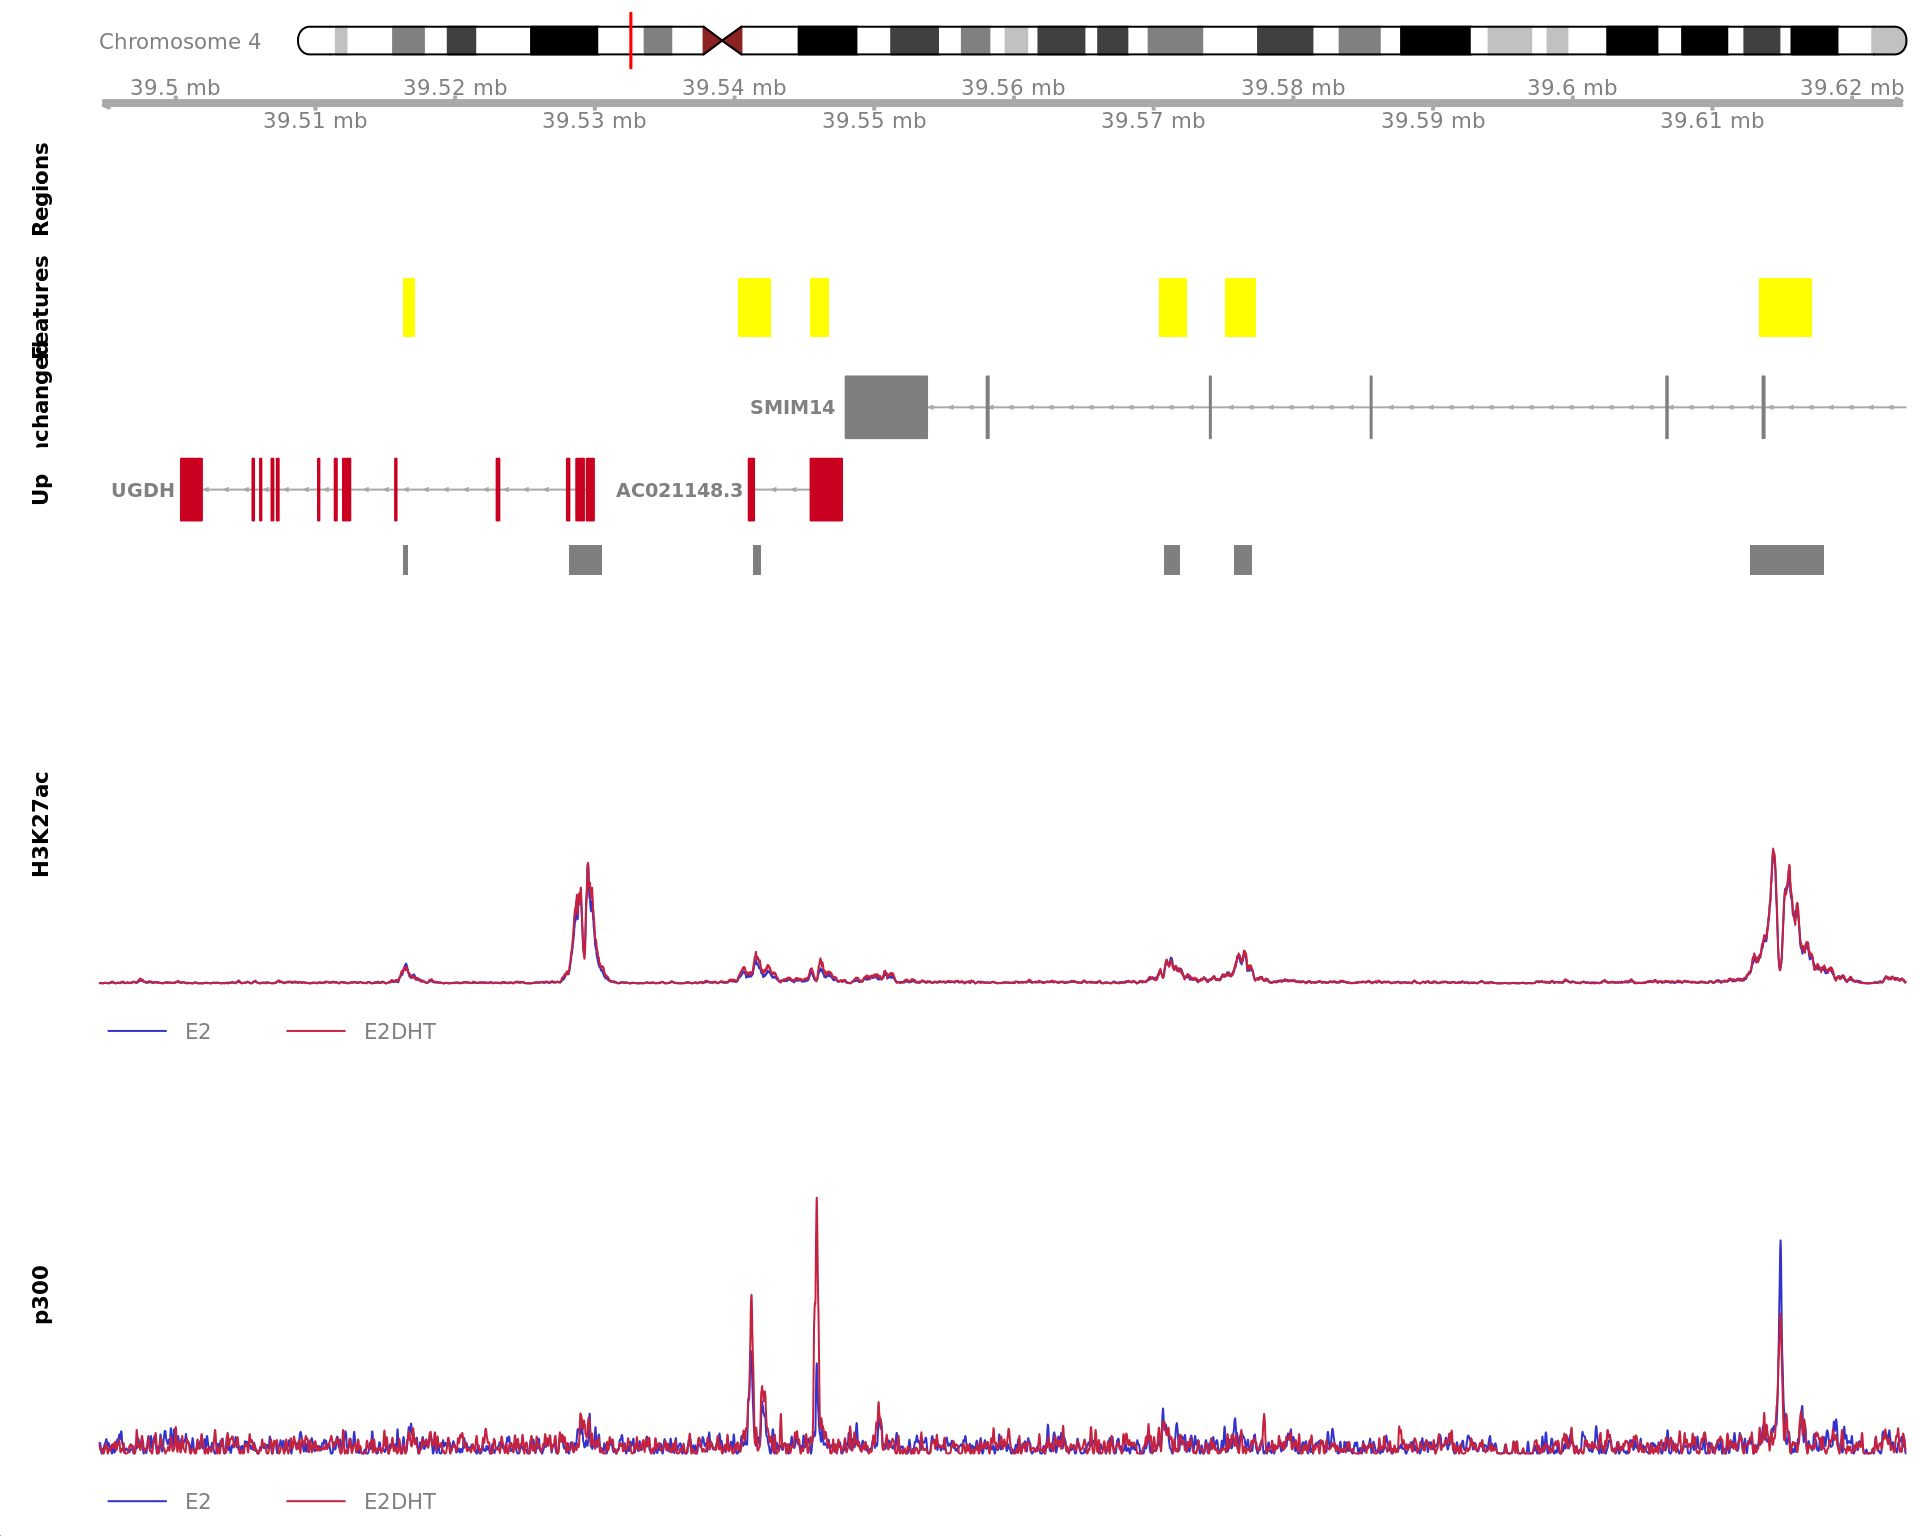 Chromosome 4
39.5 mb 39.52 mb 39.54 mb 39.56 mb 39.58 mb 39.6 mb 39.62 mb
39.51 mb 39.53 mb 39.55 mb 39.57 mb 39.59 mb 39.61 mb
Regions
Features
changed
SMIM14
Up
UGDH AC021148.3
H3K27ac
E2 E2DHT
p300
E2 E2DHT